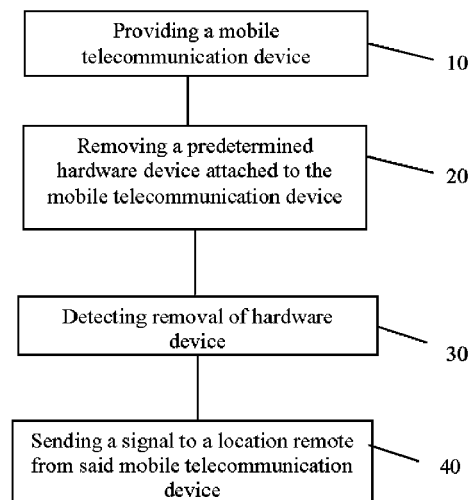 Providing a mobile
telecommunication device
10
Removing a predetermined
hardware device attached to the
mobile telecommunication device
20
Detecting removal of hardware
device
30
Sending a signal to a location remote
from said mobile telecommunication
device
40